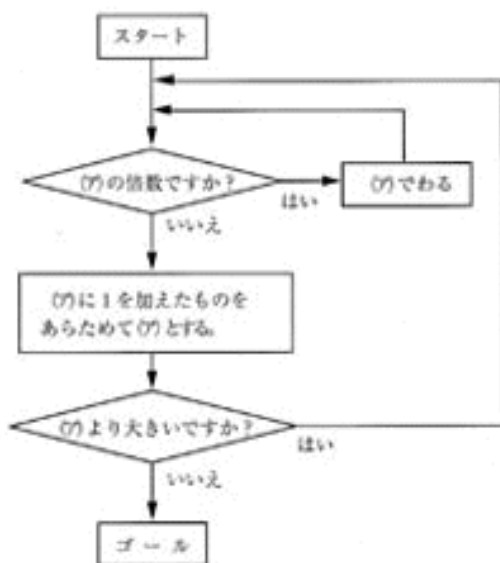 スタート
(ア)の倍数ですか?
はい
(ア)でわる
いいえ
(ア)に1を加えたものを
あらためて(ア)とする。
(ア)より大きいですか?
はい
いいえ
ゴール